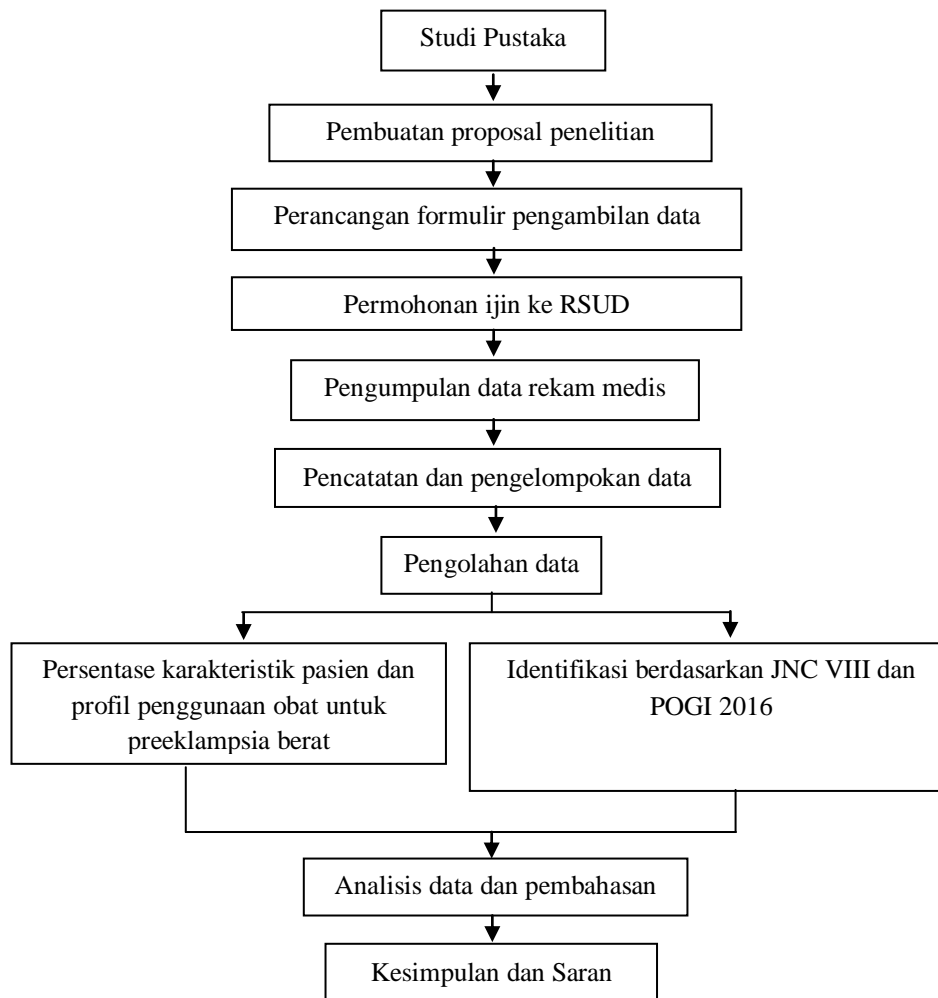 Studi Pustaka
Pembuatan proposal penelitian
Perancangan formulir pengambilan data
Permohonan ijin ke RSUD
Pengumpulan data rekam medis
Pencatatan dan pengelompokan data
Pengolahan data
Persentase karakteristik pasien dan
profil penggunaan obat untuk
preeklampsia berat
Identifikasi berdasarkan JNC VIII dan
POGI 2016
Analisis data dan pembahasan
Kesimpulan dan Saran